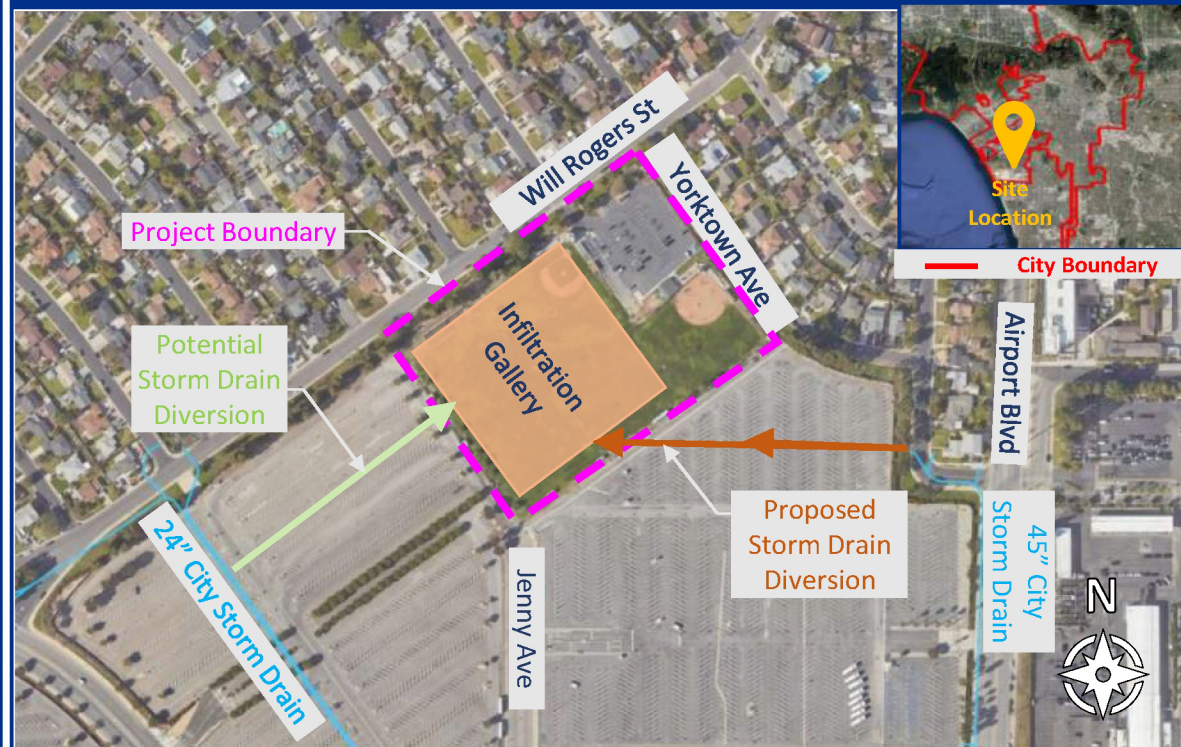 Will Rogers St
Yorktown Ave
Project Boundary
Site
Location
City Boundary
Infiltration
Gallery
Potential
Storm Drain
Diversion
Airport Blvd
Proposed
Storm Drain
Diversion
24” City Storm Drain
Jenny Ave
45” City
Storm Drain
N